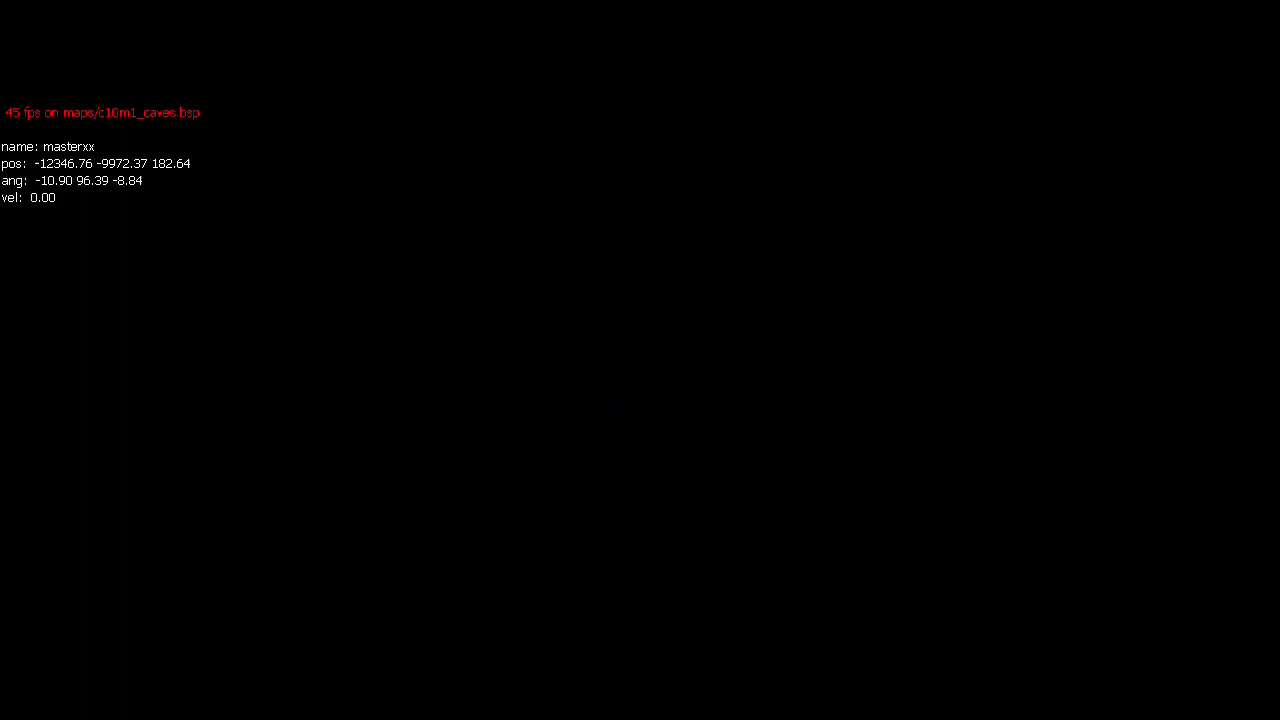 45 fps on maps/c10m1_caves.bsp
name: masterxx
pos: -12346.76 -9972.37 182.64
ang: -10.90 96.39 -8.84
vel: 0.00